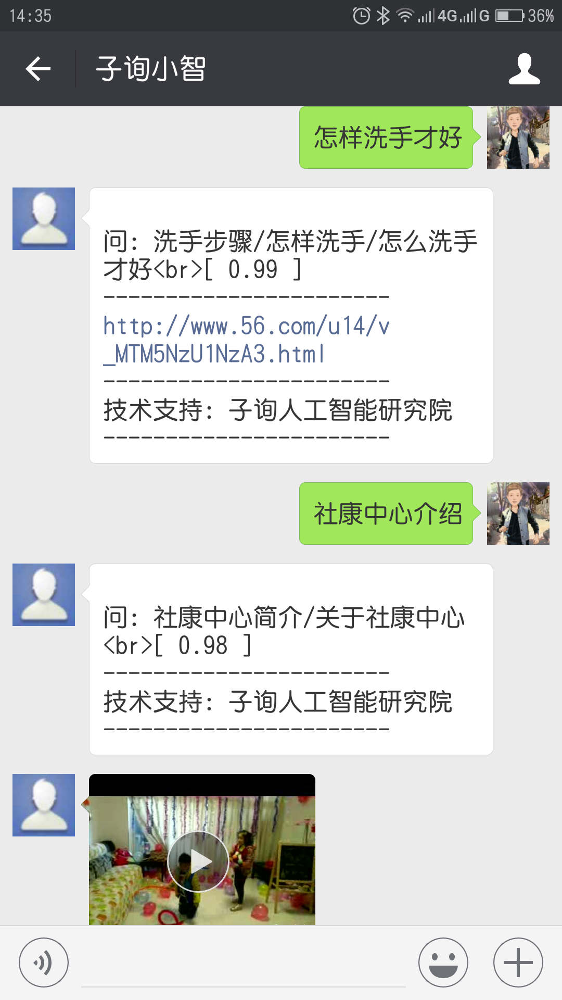 14:35
4G
G
36%
子询小智
怎样洗手才好
问: 洗手步骤/怎样洗手/怎么洗手
才好<br>[ 0.99 ]
-----------------------
http://www.56.com/u14/v
_MTM5NzU1NzA3.html
-----------------------
技术支持: 子询人工智能研究院
-----------------------
社康中心介绍
问: 社康中心简介/关于社康中心
<br>[ 0.98 ]
-----------------------
技术支持: 子询人工智能研究院
-----------------------